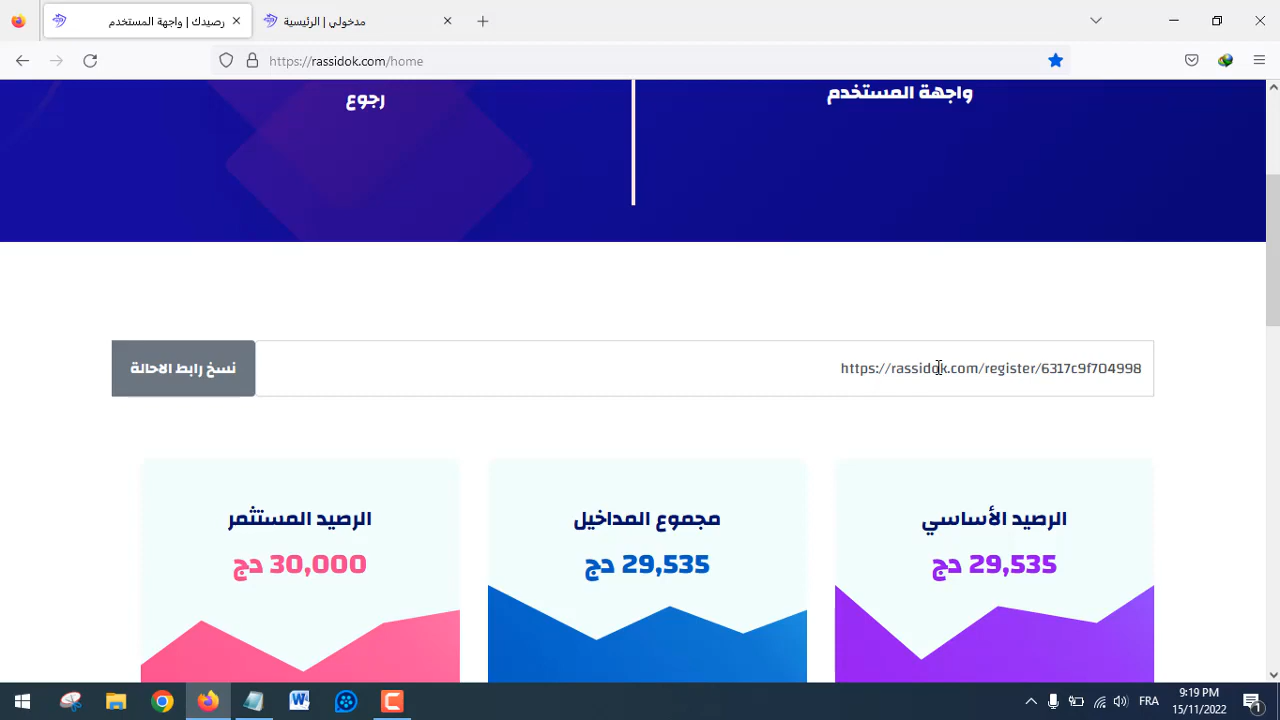 رصيدك | واجهة المستخدم
مدخولي | الرئيسية
https://rassidok.com/home
واجهة المستخدم
رجوع
https://rassidok.com/register/6317c9f704998
نسخ رابط الاحالة
الرصيد الأساسي
29,535 دج
مجموع المداخيل
29,535 دج
الرصيد المستثمر
30,000 دج
FRA
9:19 PM
15/11/2022
1